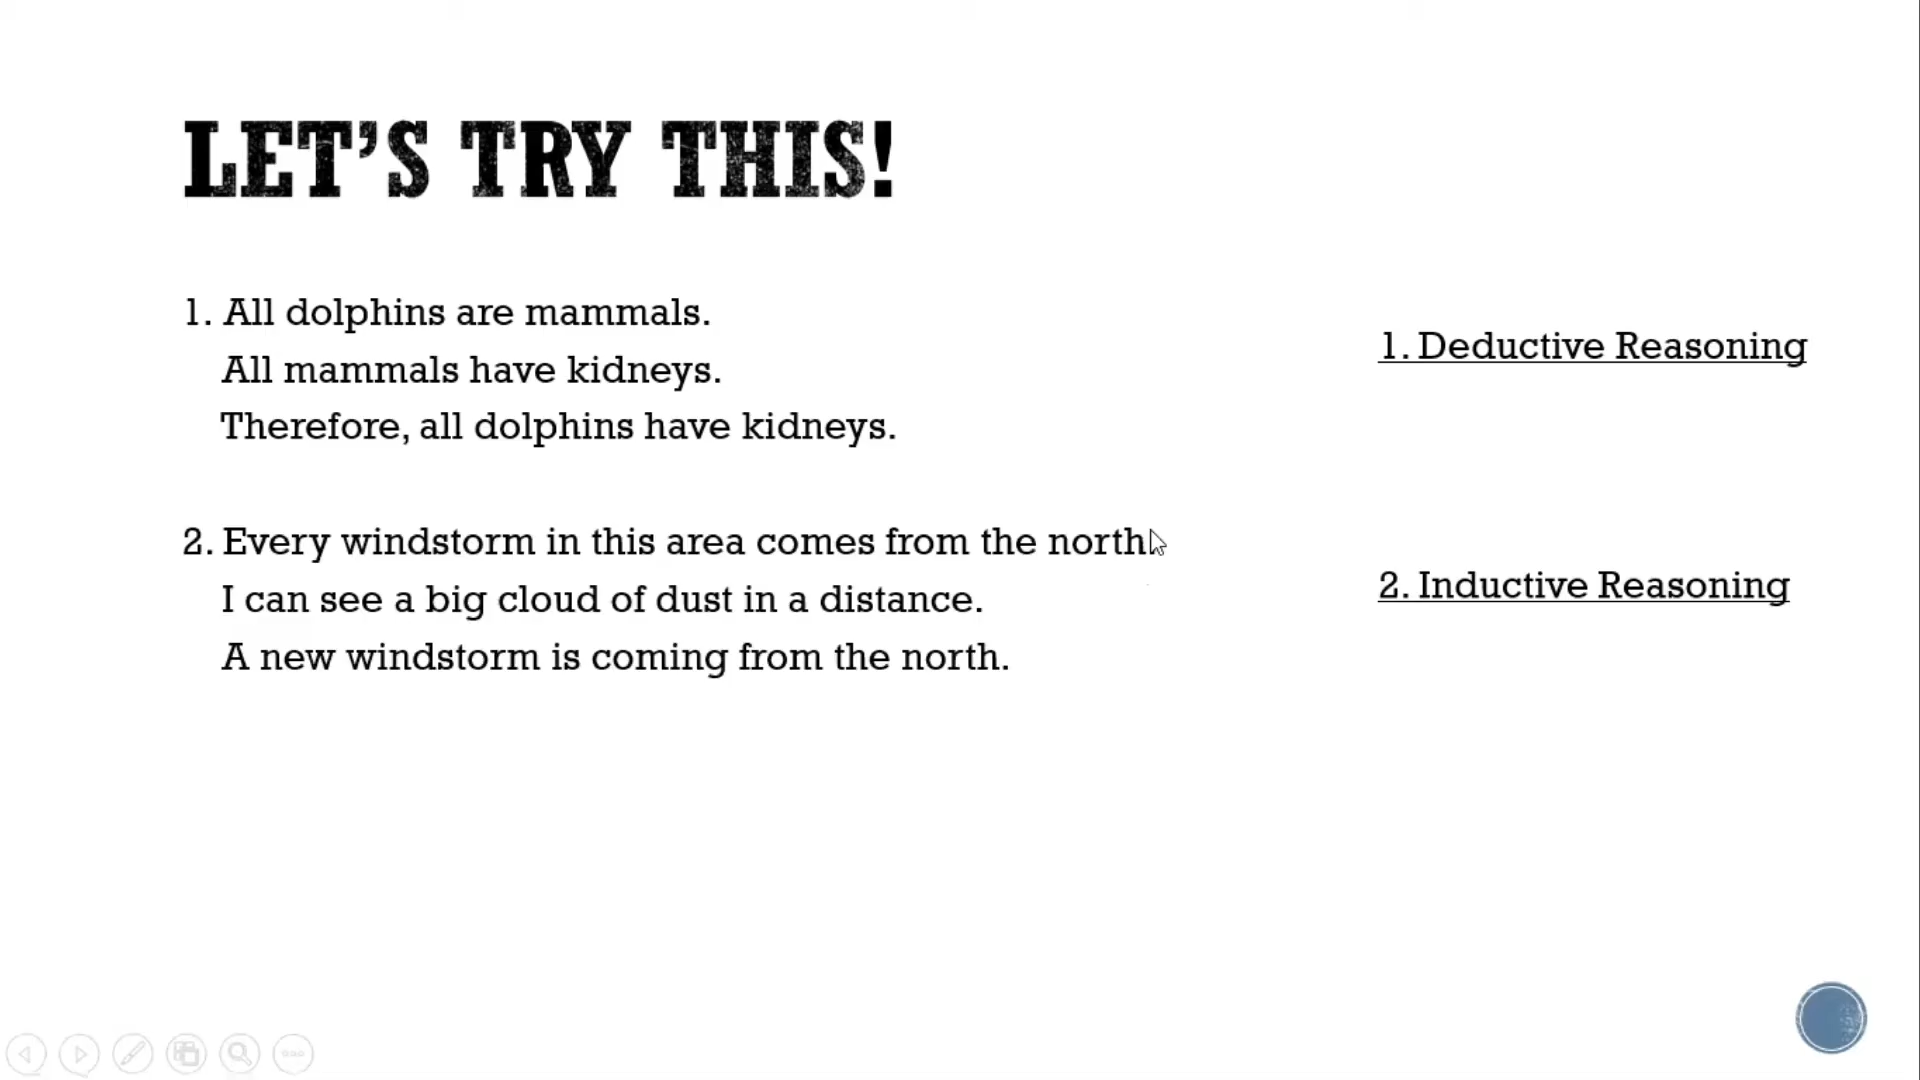 LET'S TRY THIS!
1. All dolphins are mammals.
All mammals have kidneys.
Therefore, all dolphins have kidneys.
1. Deductive Reasoning
2. Every windstorm in this area comes from the north.
I can see a big cloud of dust in a distance.
A new windstorm is coming from the north.
2. Inductive Reasoning